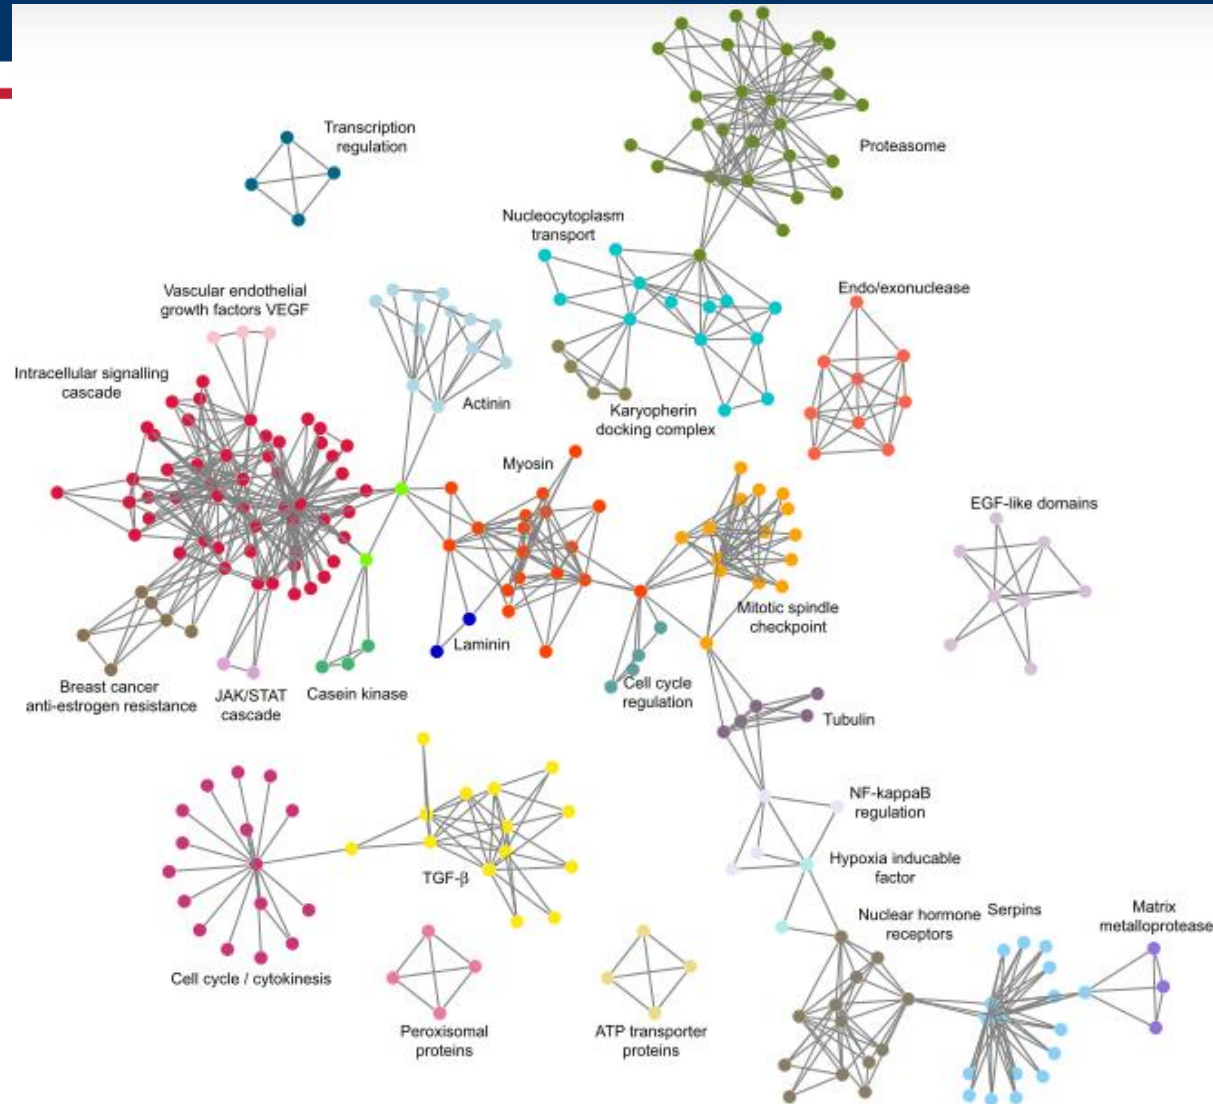 Transcription
regulation
Proteasome
Nucleocytoplasm
transport
Vascular endothelial
growth factors VEGF
Endo/exonuclease
Intracellular signalling
cascade
Actinin
Karyopherin
docking complex
Myosin
EGF-like domains
Mitotic spindle
checkpoint
Laminin
Breast cancer
anti-estrogen resistance
JAK/STAT
cascade
Casein kinase
Cell cycle
regulation
Tubulin
NF-kappaB
regulation
TGF-β
Hypoxia inducable
factor
Nuclear hormone
receptors
Serpins
Matrix
metalloprotease
Cell cycle / cytokinesis
Peroxisomal
proteins
ATP transporter
proteins